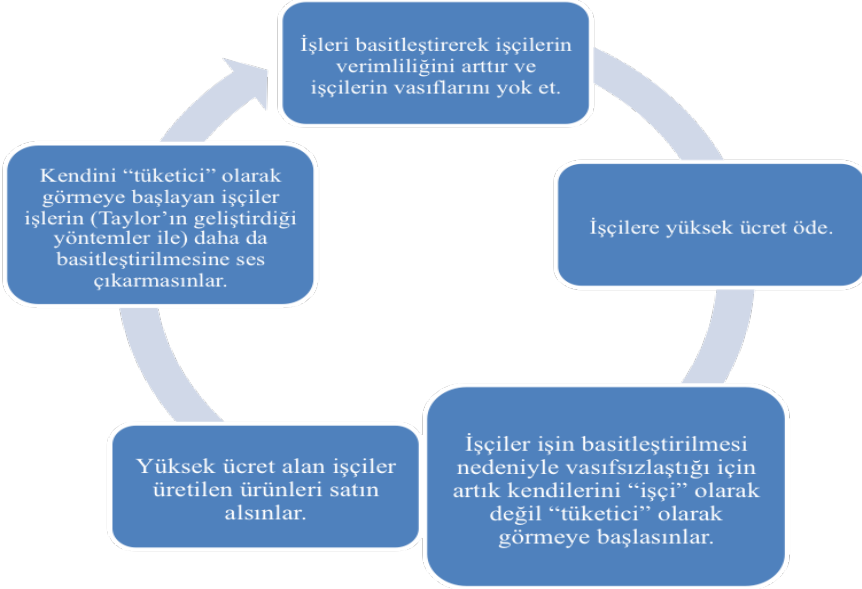 İşleri basitleştirerek işçilerin
verimliliğini arttır ve
işçilerin vasıflarını yok et.
İşçilere yüksek ücret öde.
İşçiler işin basitleştirilmesi
nedeniyle vasıfsızlaştığı için
artık kendilerini “işçi” olarak
değil “tüketici” olarak
görmeye başlasınlar.
Yüksek ücret alan işçiler
üretilen ürünleri satın
alsınlar.
Kendini “tüketici” olarak
görmeye başlayan işçiler
işlerin (Taylor’ın geliştirdiği
yöntemler ile) daha da
basitleştirilmesine ses
çıkarmasınlar.